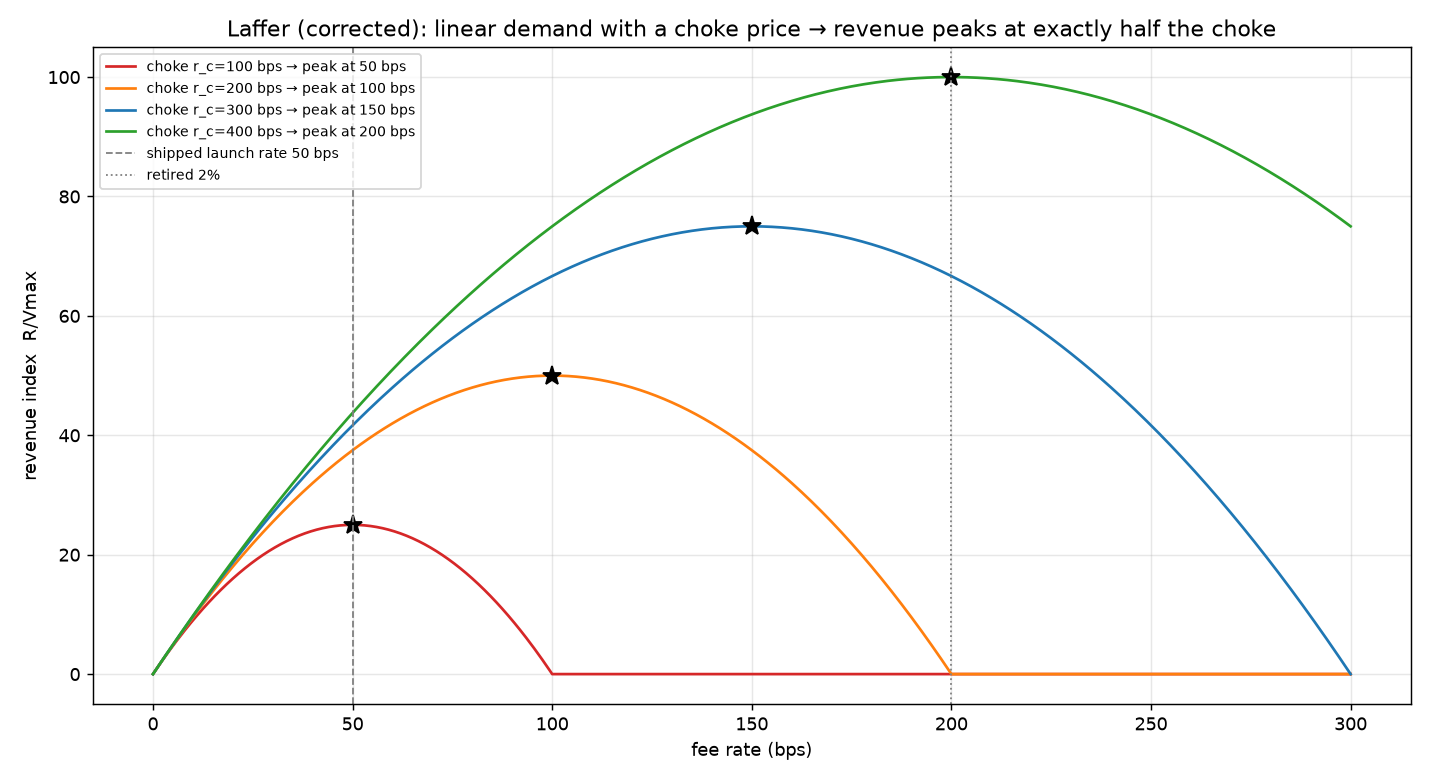 Laffer (corrected): linear demand with a choke price → revenue peaks at exactly half the choke
choke r_c=100 bps → peak at 50 bps
choke r_c=200 bps → peak at 100 bps
choke r_c=300 bps → peak at 150 bps
choke r_c=400 bps → peak at 200 bps
shipped launch rate 50 bps
retired 2%
revenue index R/Vmax
100
80
60
40
20
0
0 50 100 150 200 250 300
fee rate (bps)